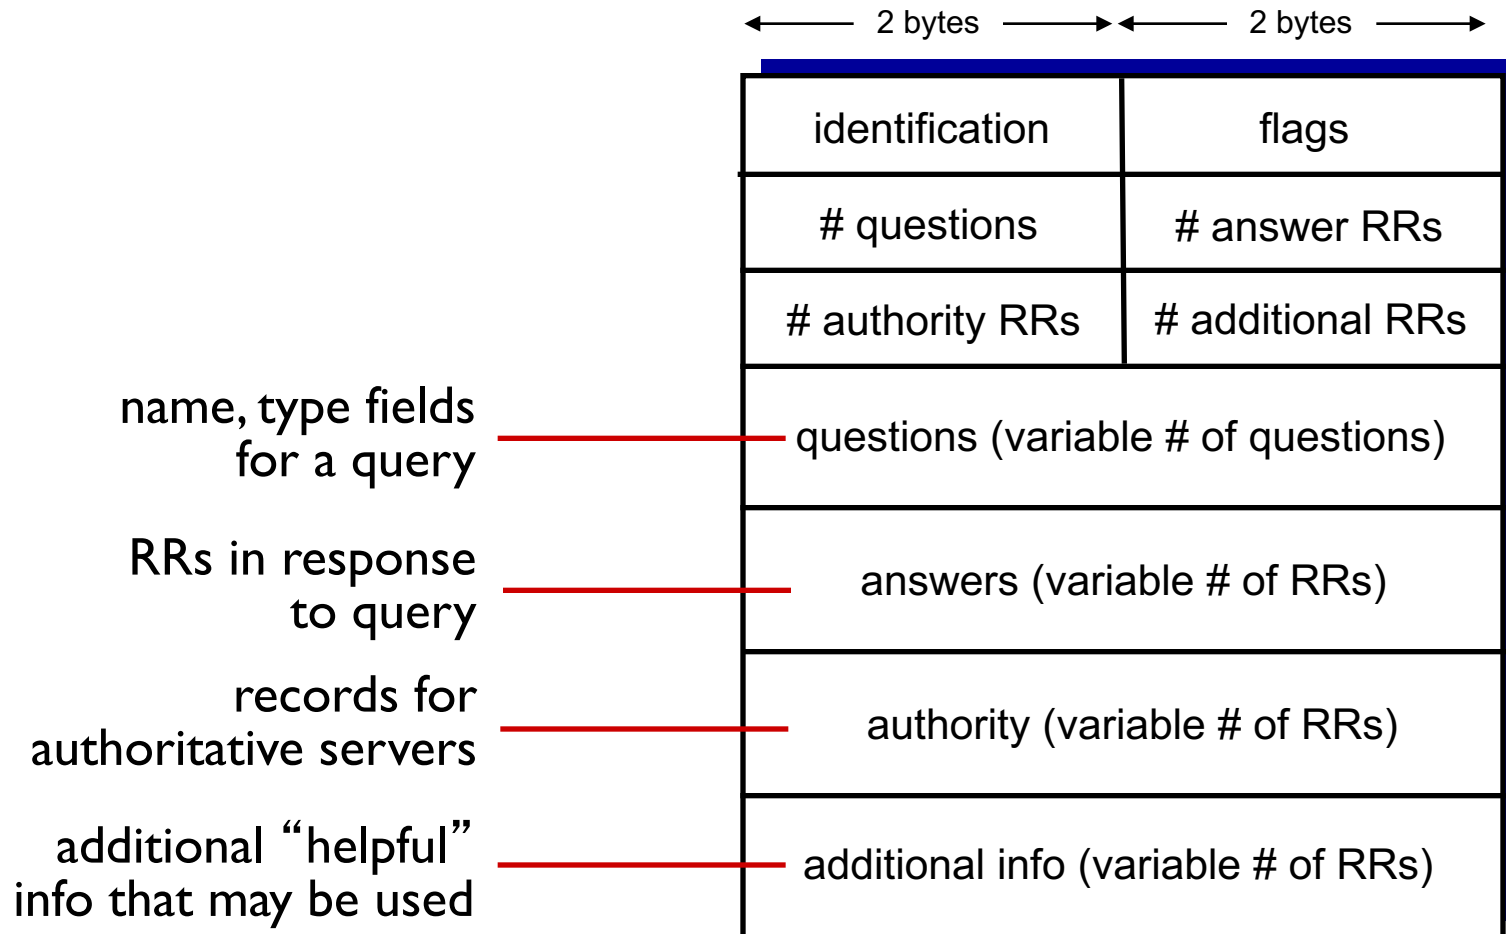 2 bytes 2 bytes
identification flags
# questions # answer RRs
# authority RRs # additional RRs
name, type fields
for a query
questions (variable # of questions)
RRs in response
to query
answers (variable # of RRs)
records for
authoritative servers
authority (variable # of RRs)
additional “helpful”
info that may be used
additional info (variable # of RRs)